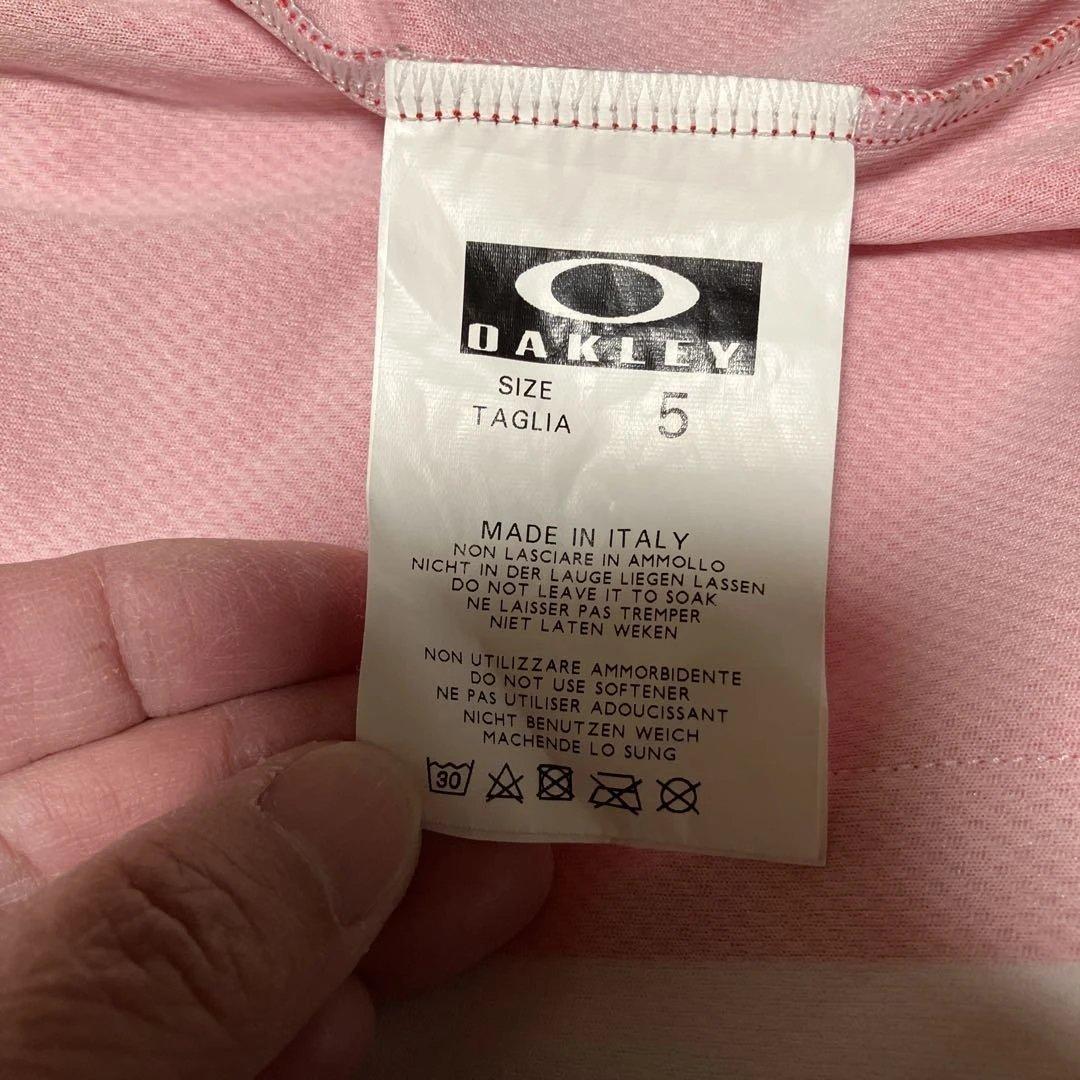 OAKLEY
SIZE
TAGLIA 5
MADE IN ITALY
NON LASCIARE IN AMMOLLO
NICHT IN DER LAUGE LIEGEN LASSEN
DO NOT LEAVE IT TO SOAK
NE LAISSER PAS TREMPER
NIET LATEN WEKEN
NON UTILIZZARE AMMORBIDENTE
DO NOT USE SOFTENER
NE PAS UTILISER ADOUCISSANT
NICHT BENUTZEN WEICH
MACHENDE LO SUNG
30